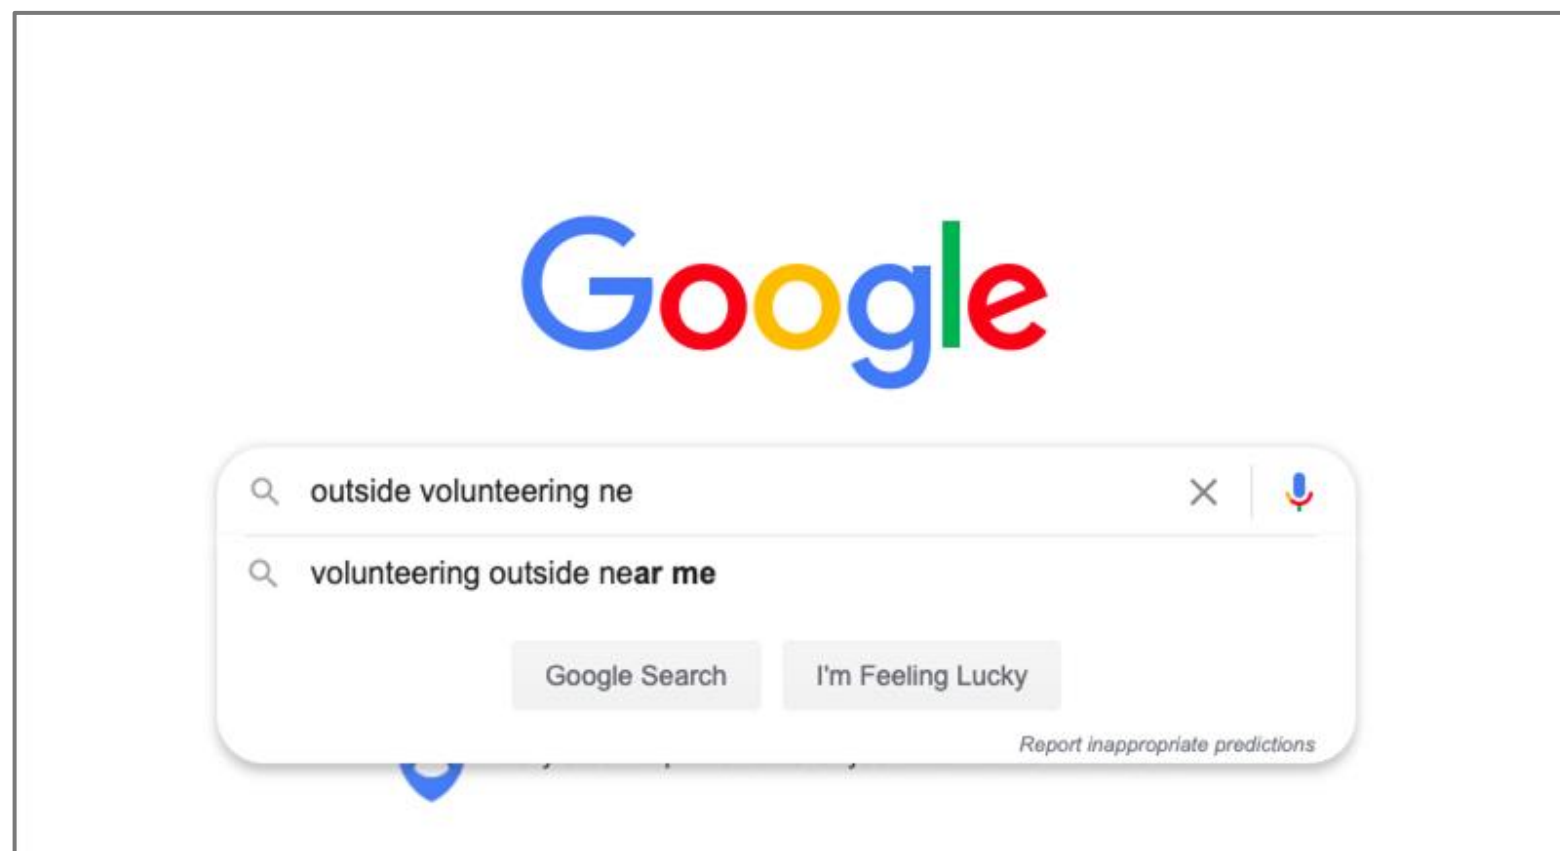 Google
outside volunteering ne
volunteering outside near me
Google Search
I'm Feeling Lucky
Report inappropriate predictions